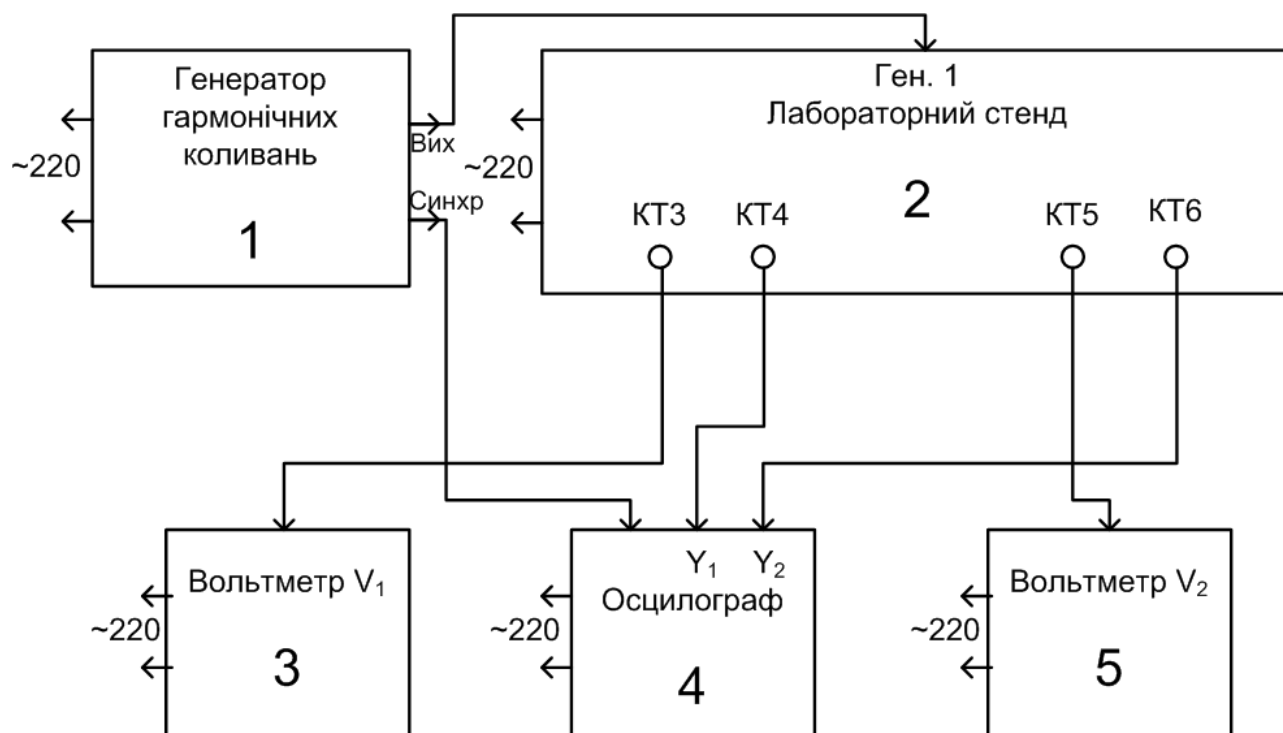 Генератор
гармонічних
коливань
1
~220
Вих
Синхр
Ген. 1
Лабораторний стенд
2
~220
КТ3
КТ4
КТ5
КТ6
Вольтметр V₁
~220
3
Y₁ Y₂
Осцилограф
~220
4
Вольтметр V₂
~220
5